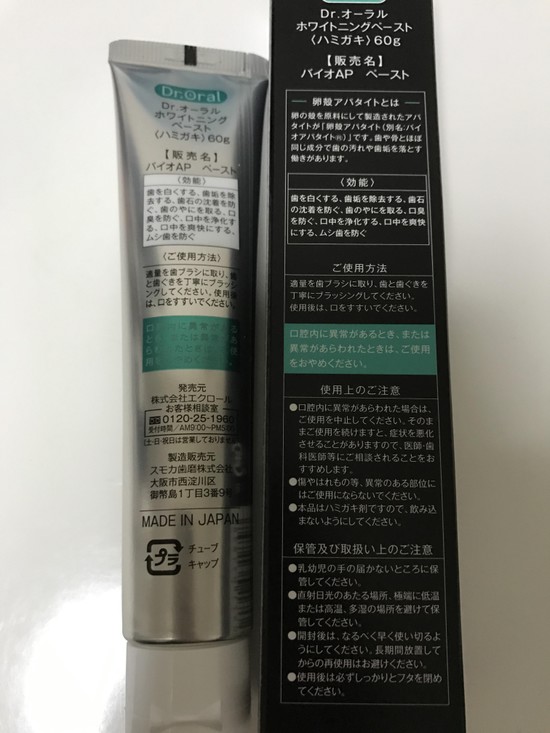 Dr.Oral
Dr.オーラル
ホワイトニング
ペースト
〈ハミガキ〉60g
【販売名】
バイオAP ペースト
〈効能〉
歯を白くする、歯垢を除
去する、歯石の沈着を防
ぐ、歯のやにを取る、口
臭を防ぐ、口中を浄化す
る、口中を爽快にする、
ムシ歯を防ぐ
〈ご使用方法〉
適量を歯ブラシに取り、歯
と歯ぐきを丁寧にブラッシ
ングしてください。使用後
は、口をすすいでください。
発売元
株式会社エクロール
お客様相談室
0120-25-196
受付時間/AM9:00~PM5:
(土・日・祝日は営業しておりませ
製造販売元
スモカ歯磨株式会社
大阪市西淀川区
御幣島1丁目3番9号
MADE IN JAPAN
プラ
チューブ
キャップ
Dr.オーラル
ホワイトニングペースト
〈ハミガキ〉60g
【販売名】
バイオAP ペースト
卵殻アパタイトとは
卵の殻を原料にして製造されたアパ
タイトが「卵殻アパタイト(別名:バイ
オアパタイト®)」です。歯や骨とほぼ
同じ成分で歯の汚れや歯垢を落とす
働きがあります。
〈効能〉
歯を白くする、歯垢を除去する、歯石
の沈着を防ぐ、歯のやにを取る、口臭
を防ぐ、口中を浄化する、口中を爽快
にする、ムシ歯を防ぐ
ご使用方法
適量を歯ブラシに取り、歯と歯ぐきを
丁寧にブラッシングしてください。
使用後は、口をすすいでください。
口腔内に異常があるとき、または
異常があらわれたときは、ご使用
をおやめください。
使用上のご注意
●口腔内に異常があらわれた場合は、
ご使用を中止してください。そのま
まご使用を続けますと、症状を悪化
させることがありますので、医師・歯
科医師等にご相談されることをお
すすめします。
●傷やはれもの等、異常のある部位に
はご使用にならないでください。
●本品はハミガキ剤ですので、飲み込
まないようにしてください。
保管及び取扱い上のご注意
●乳幼児の手の届かないところに保
管してください。
●直射日光のあたる場所、極端に低温
または高温、多湿の場所を避けて保
管してください。
●開封後は、なるべく早く使い切るよ
うにしてください。長期間放置して
からの再使用はお避けください。
●使用後は必ずしっかりとフタを閉め
てください。